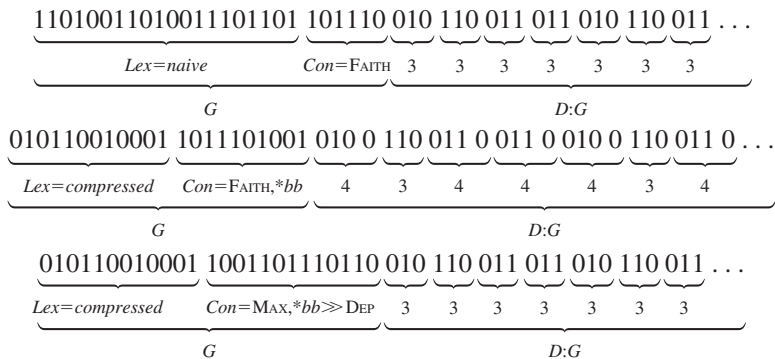 11010011010011101101 101110 010 110 011 011 010 110 011 ...
Lex=naive Con=FAITH 3 3 3 3 3 3 3
G D:G
010110010001 1011101001 010 0 110 011 0 011 0 010 0 110 011 0 ...
Lex=compressed Con=FAITH,*bb 4 3 4 4 4 3 4
G D:G
010110010001 1001101110110 010 110 011 011 010 110 011 ...
Lex=compressed Con=MAX,*bb≫DEP 3 3 3 3 3 3 3
G D:G